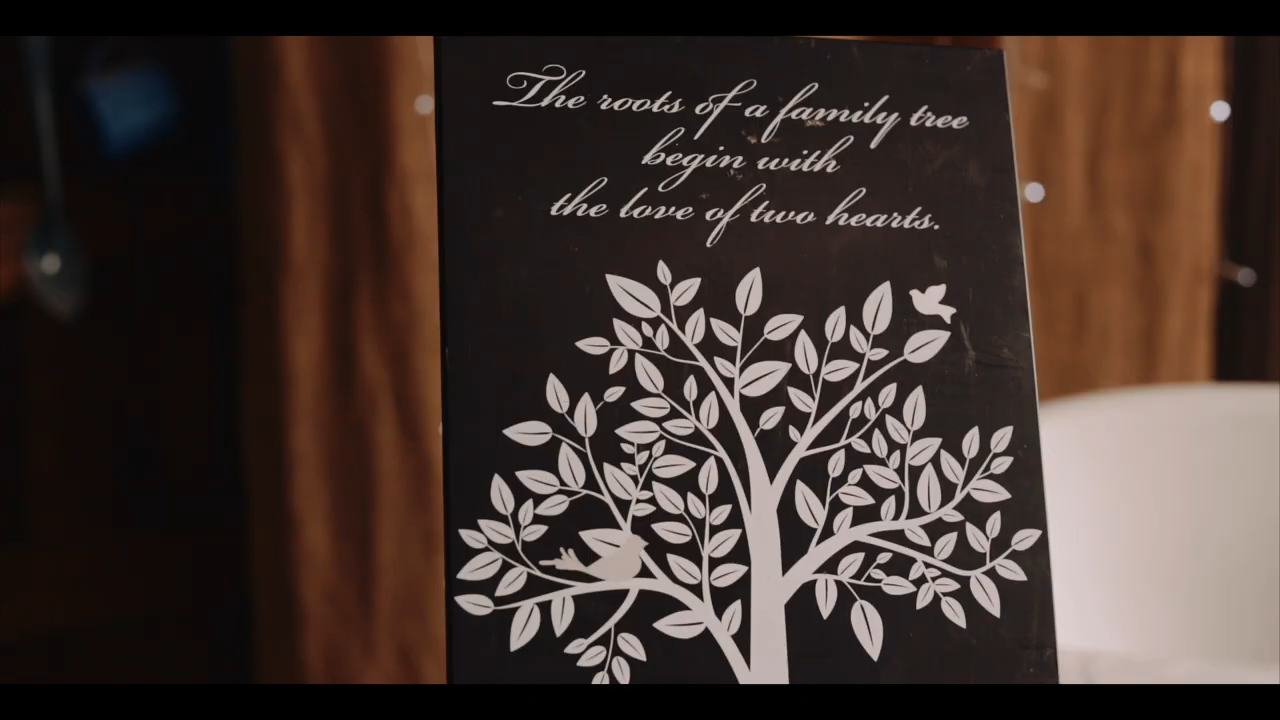 The roots of a family tree
begin with
the love of two hearts.